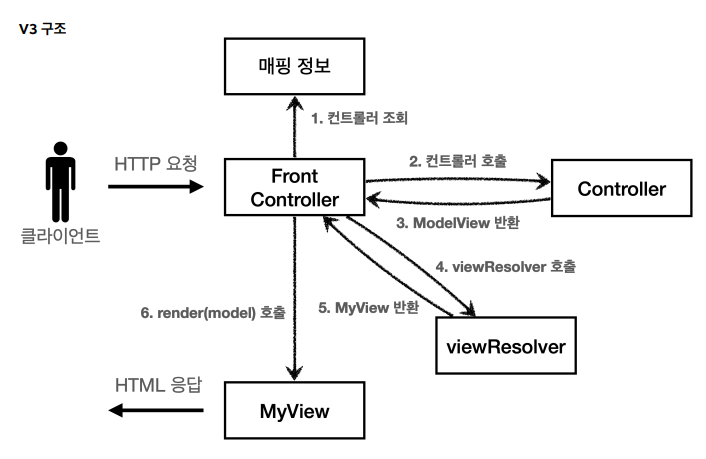 V3 구조
매핑 정보
1. 컨트롤러 조회
HTTP 요청
Front
Controller
2. 컨트롤러 호출
Controller
3. ModelView 반환
클라이언트
4. viewResolver 호출
5. MyView 반환
6. render(model) 호출
viewResolver
HTML 응답
MyView